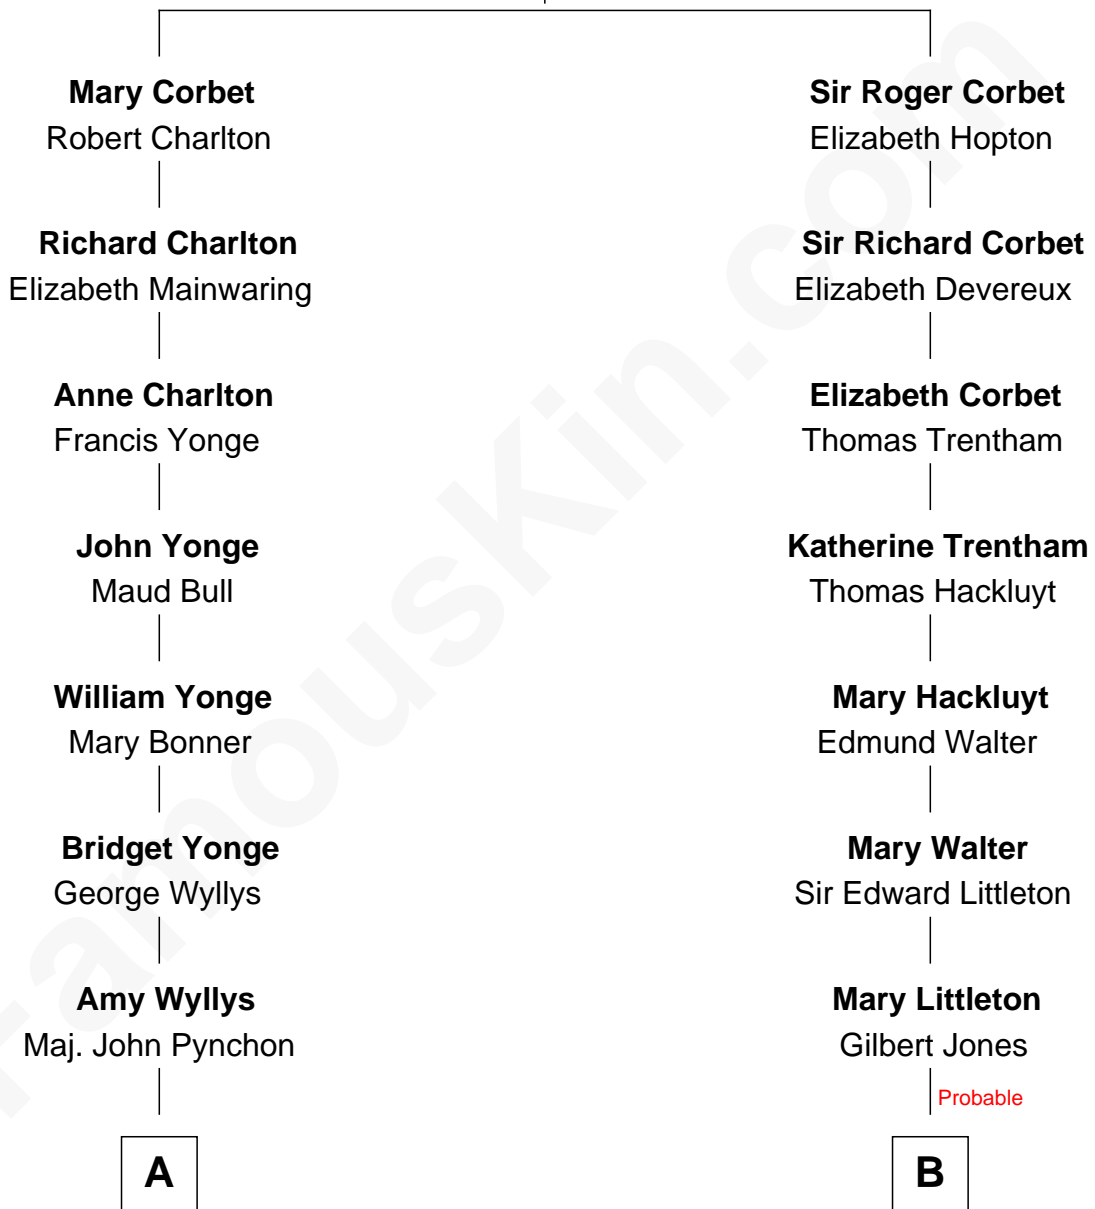 Mary Corbet
Robert Charlton
Richard Charlton
Elizabeth Mainwaring
Anne Charlton
Francis Yonge
John Yonge
Maud Bull
William Yonge
Mary Bonner
Bridget Yonge
George Wyllys
Amy Wyllys
Maj. John Pynchon
A
Sir Roger Corbet
Elizabeth Hopton
Sir Richard Corbet
Elizabeth Devereux
Elizabeth Corbet
Thomas Trentham
Katherine Trentham
Thomas Hackluyt
Mary Hackluyt
Edmund Walter
Mary Walter
Sir Edward Littleton
Mary Littleton
Gilbert Jones
Probable
B
FamousKin.com